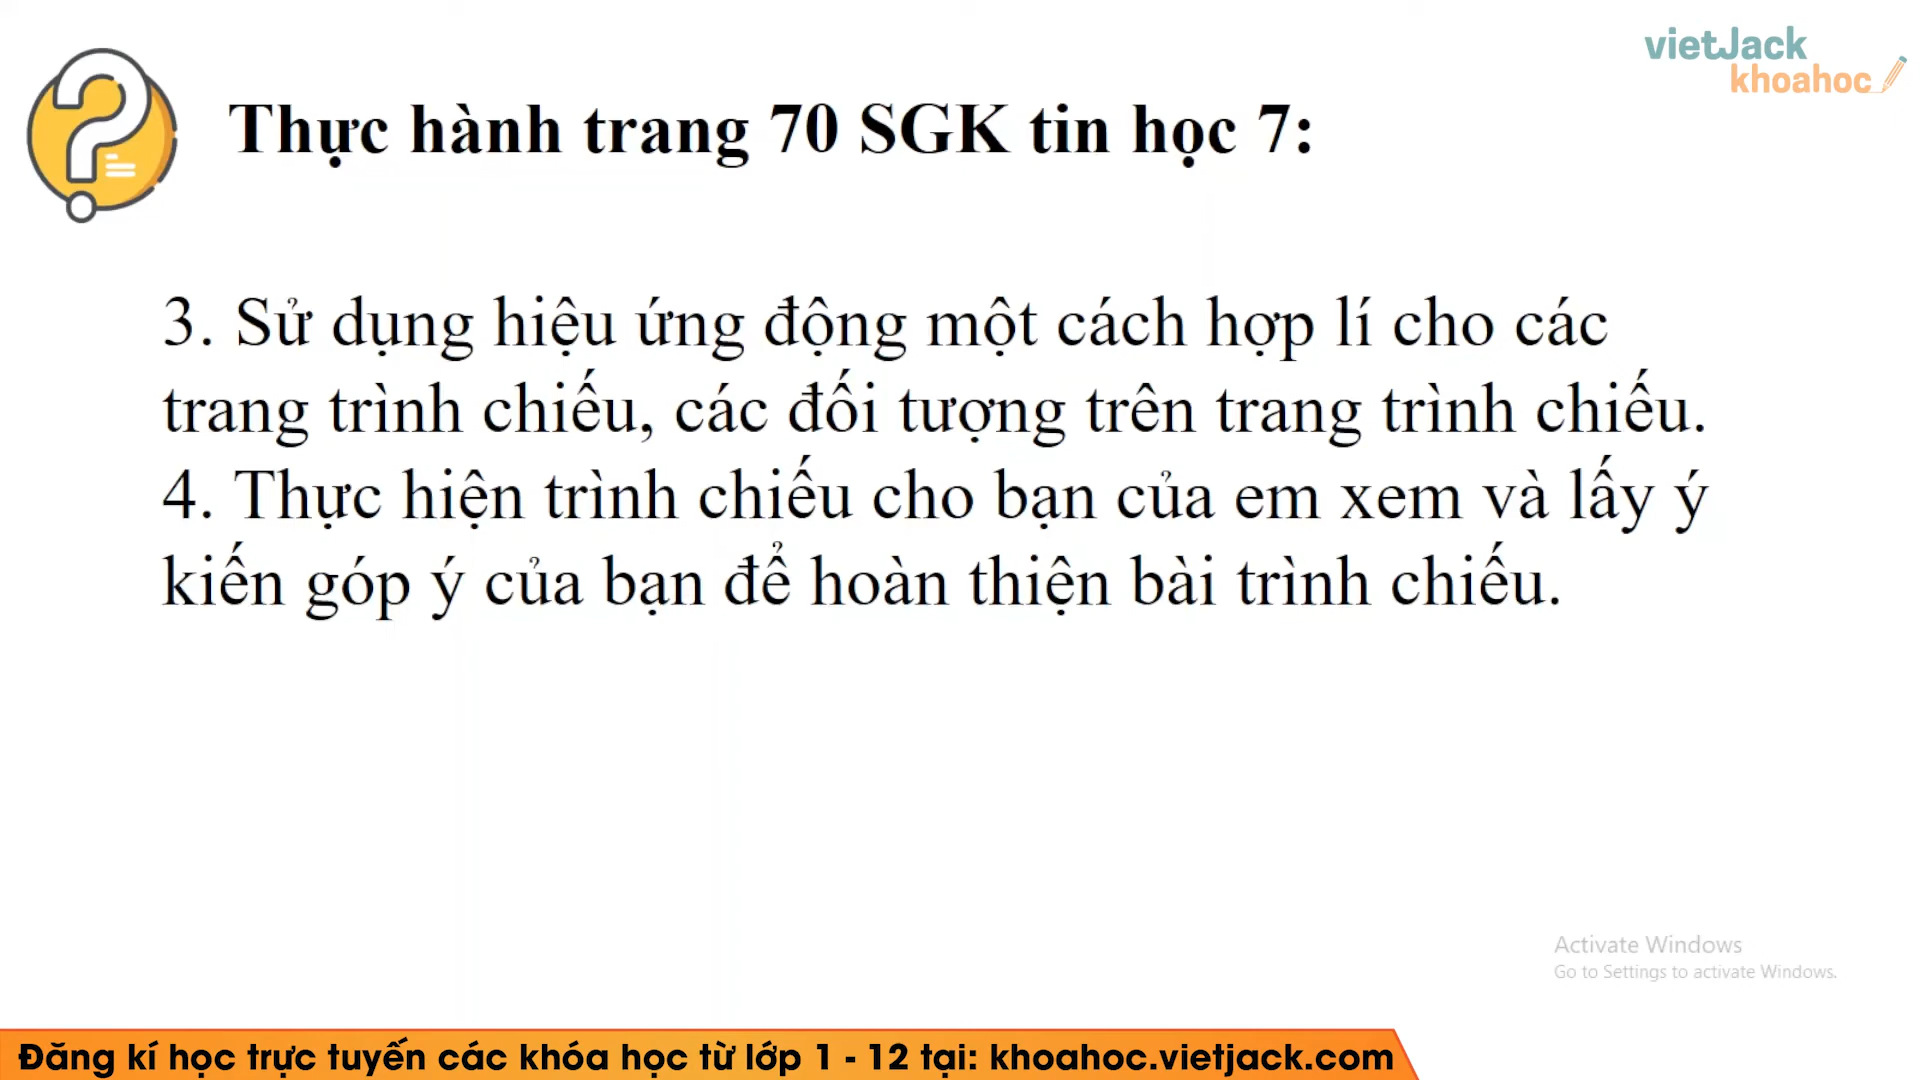 vietJack
khoahoc
Thực hành trang 70 SGK tin học 7:
3. Sử dụng hiệu ứng động một cách hợp lí cho các
trang trình chiếu, các đối tượng trên trang trình chiếu.
4. Thực hiện trình chiếu cho bạn của em xem và lấy ý
kiến góp ý của bạn để hoàn thiện bài trình chiếu.
Activate Windows
Go to Settings to activate Windows.
Đăng kí học trực tuyến các khóa học từ lớp 1 - 12 tại: khoahoc.vietjack.com